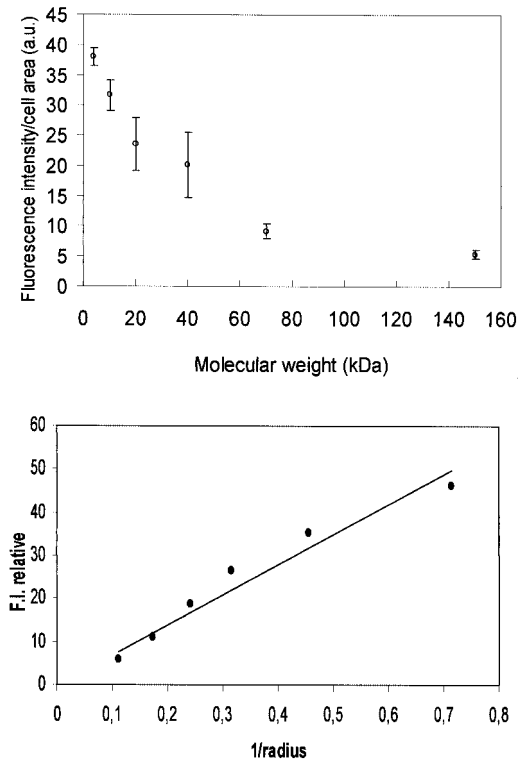 Fluorescence intensity/cell area (a.u.)
45
40
35
30
25
20
15
10
5
0
0 20 40 60 80 100 120 140 160
Molecular weight (kDa)
F.I. relative
60
50
40
30
20
10
0
0 0,1 0,2 0,3 0,4 0,5 0,6 0,7 0,8
1/radius